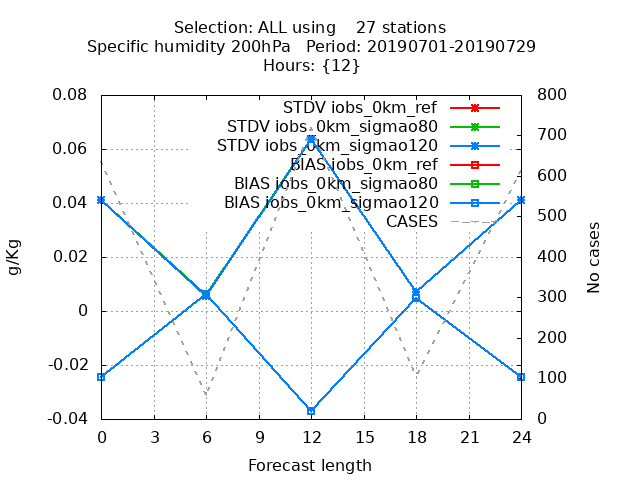 Selection: ALL using    27 stations
Specific humidity 200hPa   Period: 20190701-20190729
Hours: {12}
STDV iobs_0km_ref
STDV iobs_0km_sigmao80
STDV iobs_0km_sigmao120
BIAS iobs_0km_ref
BIAS iobs_0km_sigmao80
BIAS iobs_0km_sigmao120
CASES
0.08
0.06
0.04
0.02
0
-0.02
-0.04
g/Kg
800
700
600
500
400
300
200
100
0
No cases
0 3 6 9 12 15 18 21 24
Forecast length